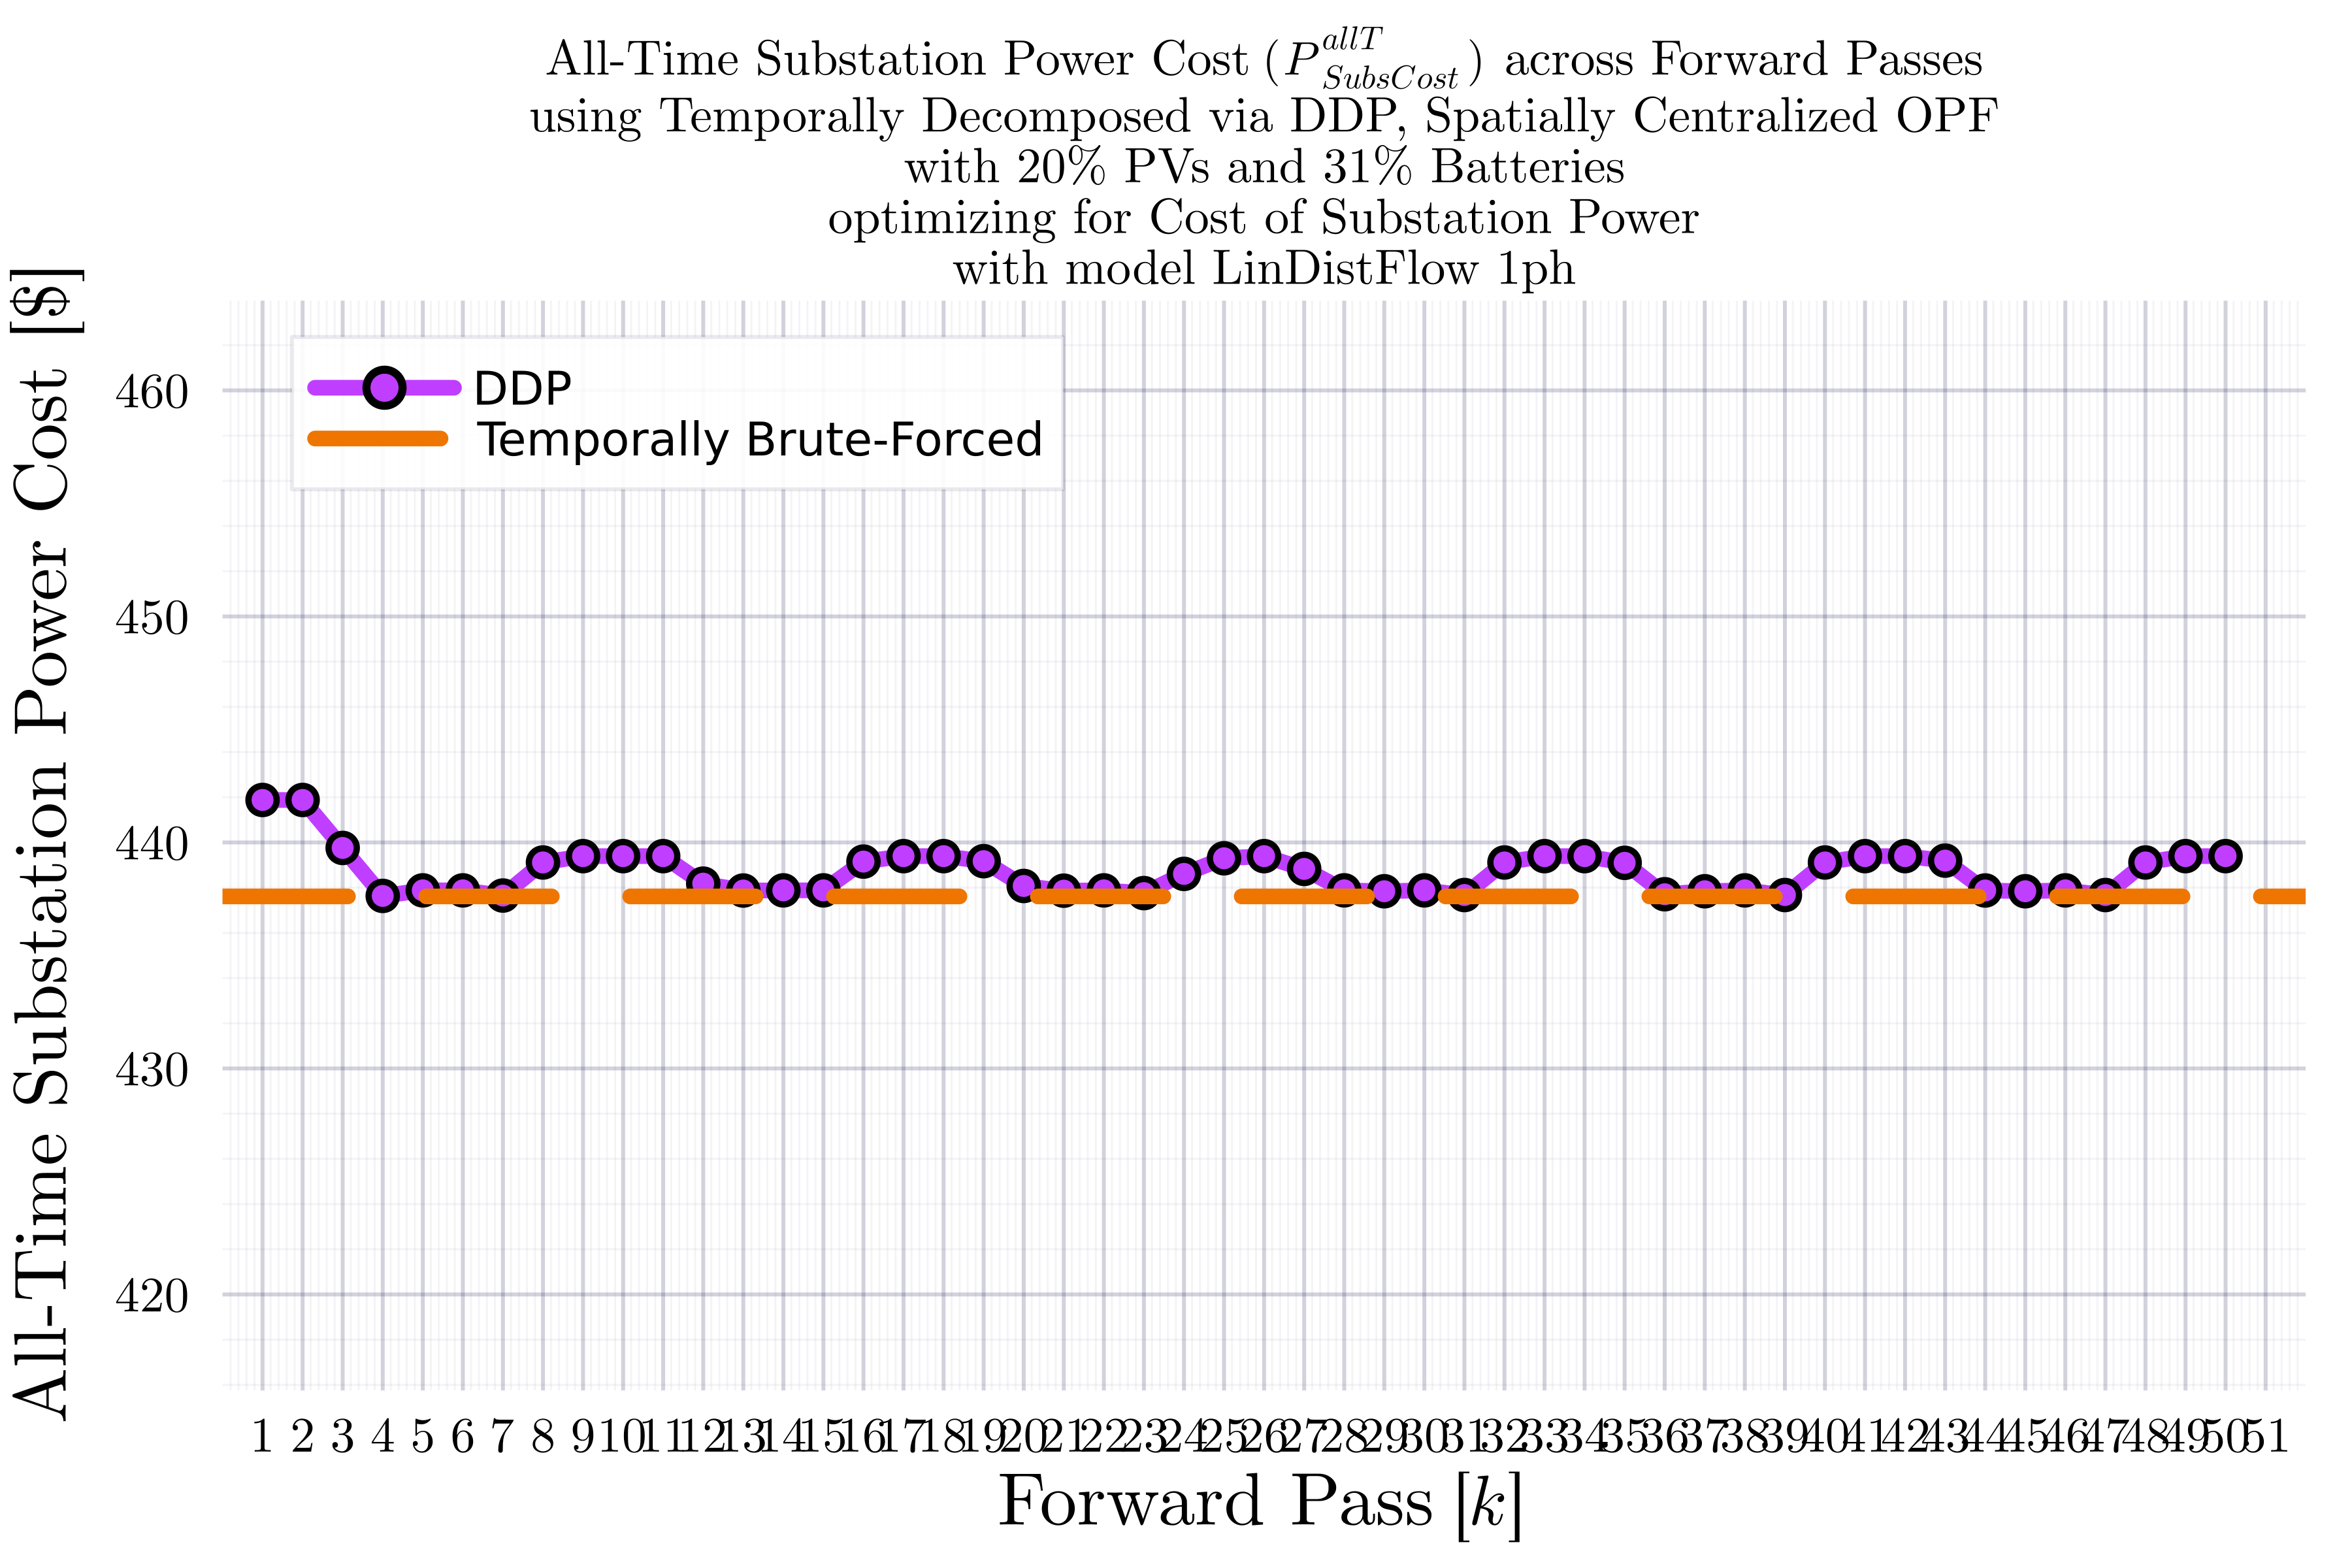 All-Time Substation Power Cost (P^{allT}_{SubsCost}) across Forward Passes
using Temporally Decomposed via DDP, Spatially Centralized OPF
with 20% PVs and 31% Batteries
optimizing for Cost of Substation Power
with model LinDistFlow 1ph
All-Time Substation Power Cost [$]
DDP
Temporally Brute-Forced
460
450
440
430
420
1 2 3 4 5 6 7 8 9 10 11 12 13 14 15 16 17 18 19 20 21 22 23 24 25 26 27 28 29 30 31 32 33 34 35 36 37 38 39 40 41 42 43 44 45 46 47 48 49 50 51
Forward Pass [k]